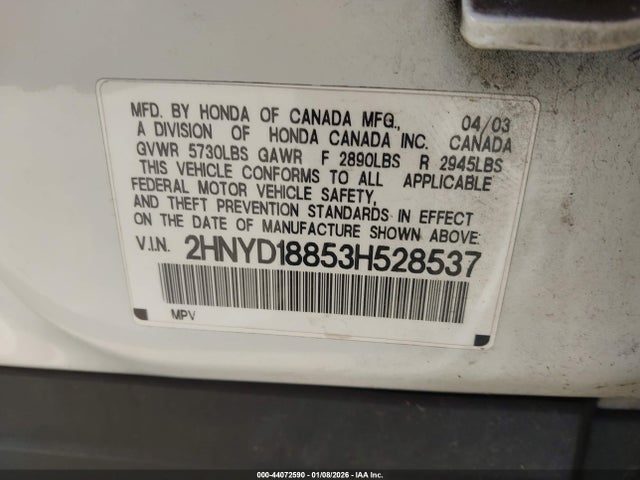 MFD. BY HONDA OF CANADA MFG., 04/03
A DIVISION OF HONDA CANADA INC. CANADA
GVWR 5730LBS GAWR F 2890LBS R 2945LBS
THIS VEHICLE CONFORMS TO ALL APPLICABLE
FEDERAL MOTOR VEHICLE SAFETY,
AND THEFT PREVENTION STANDARDS IN EFFECT
ON THE DATE OF MANUFACTURE SHOWN ABOVE.
V.I.N. 2HNYD18853H528537
MPV
000-44072590 - 01/08/2026 - IAA Inc.